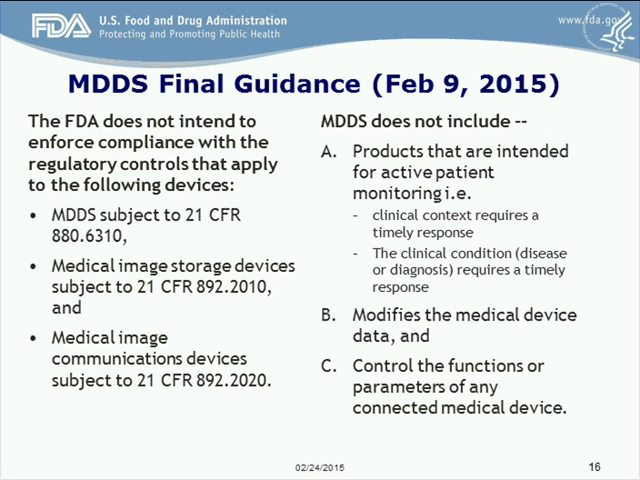 FDA U.S. Food and Drug Administration
Protecting and Promoting Public Health
www.fda.gov
MDDS Final Guidance (Feb 9, 2015)
The FDA does not intend to
enforce compliance with the
regulatory controls that apply
to the following devices:
• MDDS subject to 21 CFR
880.6310,
• Medical image storage devices
subject to 21 CFR 892.2010,
and
• Medical image
communications devices
subject to 21 CFR 892.2020.
MDDS does not include --
A. Products that are intended
for active patient
monitoring i.e.
- clinical context requires a
timely response
- The clinical condition (disease
or diagnosis) requires a timely
response
B. Modifies the medical device
data, and
C. Control the functions or
parameters of any
connected medical device.
02/24/2015
16